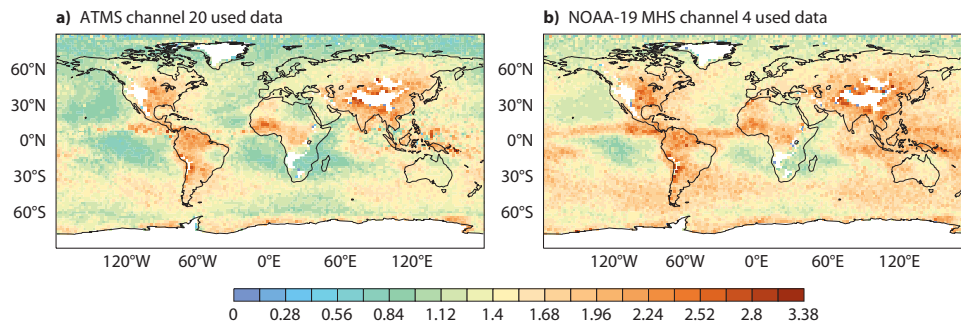 a) ATMS channel 20 used data
b) NOAA-19 MHS channel 4 used data
60°N
30°N
0°N
30°S
60°S
60°N
30°N
0°N
30°S
60°S
120°W 60°W 0°E 60°E 120°E
120°W 60°W 0°E 60°E 120°E
0 0.28 0.56 0.84 1.12 1.4 1.68 1.96 2.24 2.52 2.8 3.38